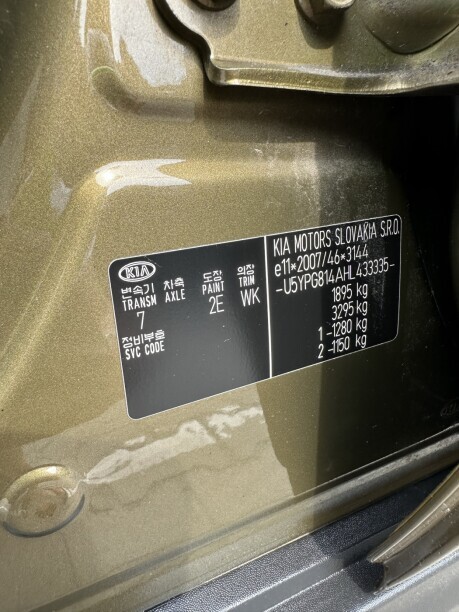 KIA
변속기 차축 도장 의장
TRANSM AXLE PAINT TRIM
7 2E WK
정비부호
SVC CODE
KIA MOTORS SLOVAKIA S.R.O.
e11*2007/46*3144
-U5YPG814AHL433335-
1895 kg
3295 kg
1-1280 kg
2-1150 kg